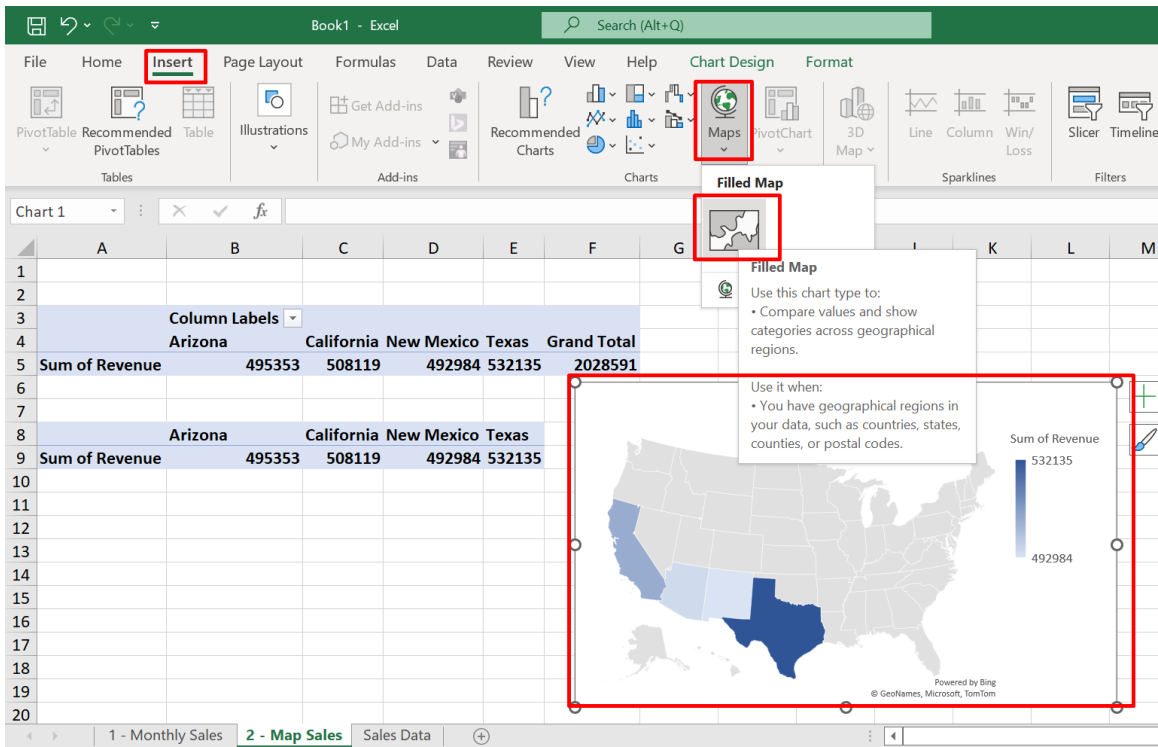 Book1 - Excel
Search (Alt+Q)
File Home Insert Page Layout Formulas Data Review View Help Chart Design Format
PivotTable Recommended PivotTables Table
Illustrations
Get Add-ins
My Add-ins
Recommended Charts
Maps
PivotChart
3D Map
Line Column Win/ Loss
Slicer Timeline
Tables
Add-ins
Charts
Sparklines
Filters
Filled Map
Chart 1
fx
A B C D E F G K L M
Filled Map
Use this chart type to:
• Compare values and show
categories across geographical
regions.
Use it when:
• You have geographical regions in
your data, such as countries, states,
counties, or postal codes.
1
2
3 Column Labels
4 Arizona California New Mexico Texas Grand Total
5 Sum of Revenue 495353 508119 492984 532135 2028591
6
7
8 Arizona California New Mexico Texas
9 Sum of Revenue 495353 508119 492984 532135
10
11
12
13
14
15
16
17
18
19
20
Sum of Revenue
532135
492984
Powered by Bing
© GeoNames, Microsoft, TomTom
1 - Monthly Sales 2 - Map Sales Sales Data